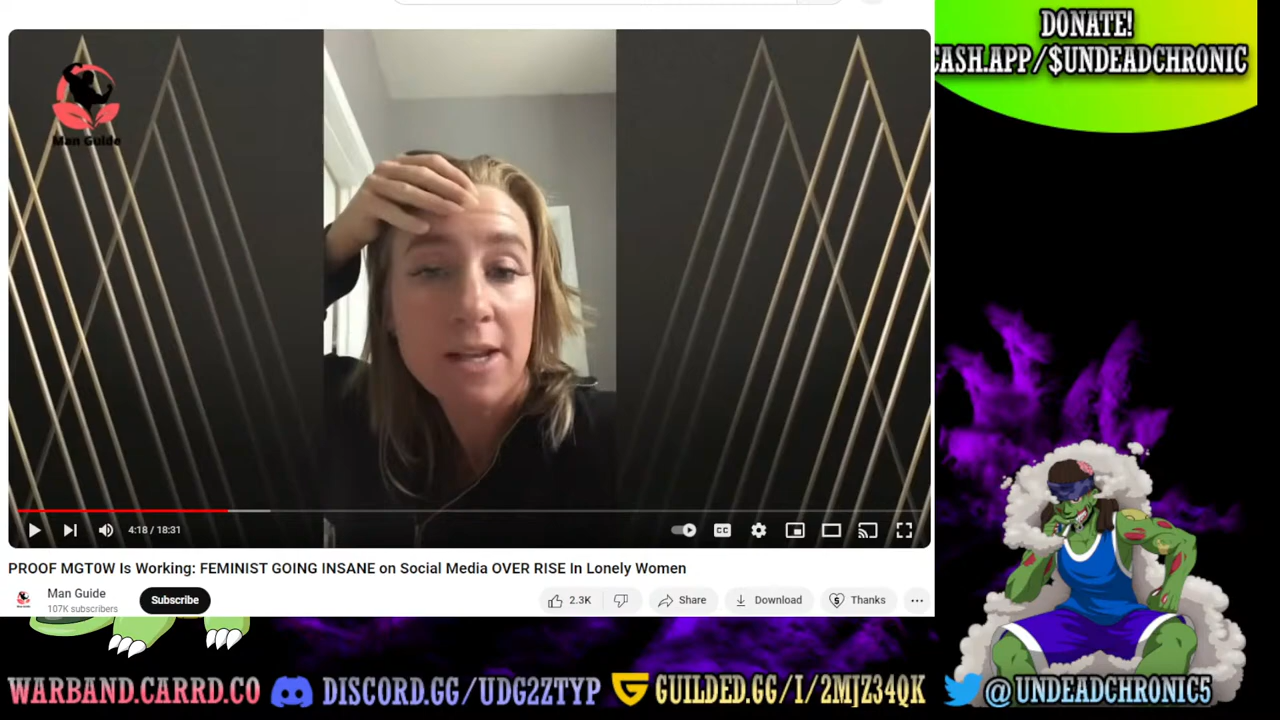 DONATE!
CASH.APP/$UNDEADCHRONIC
Man Guide
4:18 / 18:31
CC
PROOF MGT0W Is Working: FEMINIST GOING INSANE on Social Media OVER RISE In Lonely Women
Man Guide
107K subscribers
Subscribe
2.3K
Share
Download
Thanks
WARBAND.CARRD.CO
DISCORD.GG/UDG2ZTYP
GUILDED.GG/I/2MJZ34QK
@UNDEADCHRONIC5